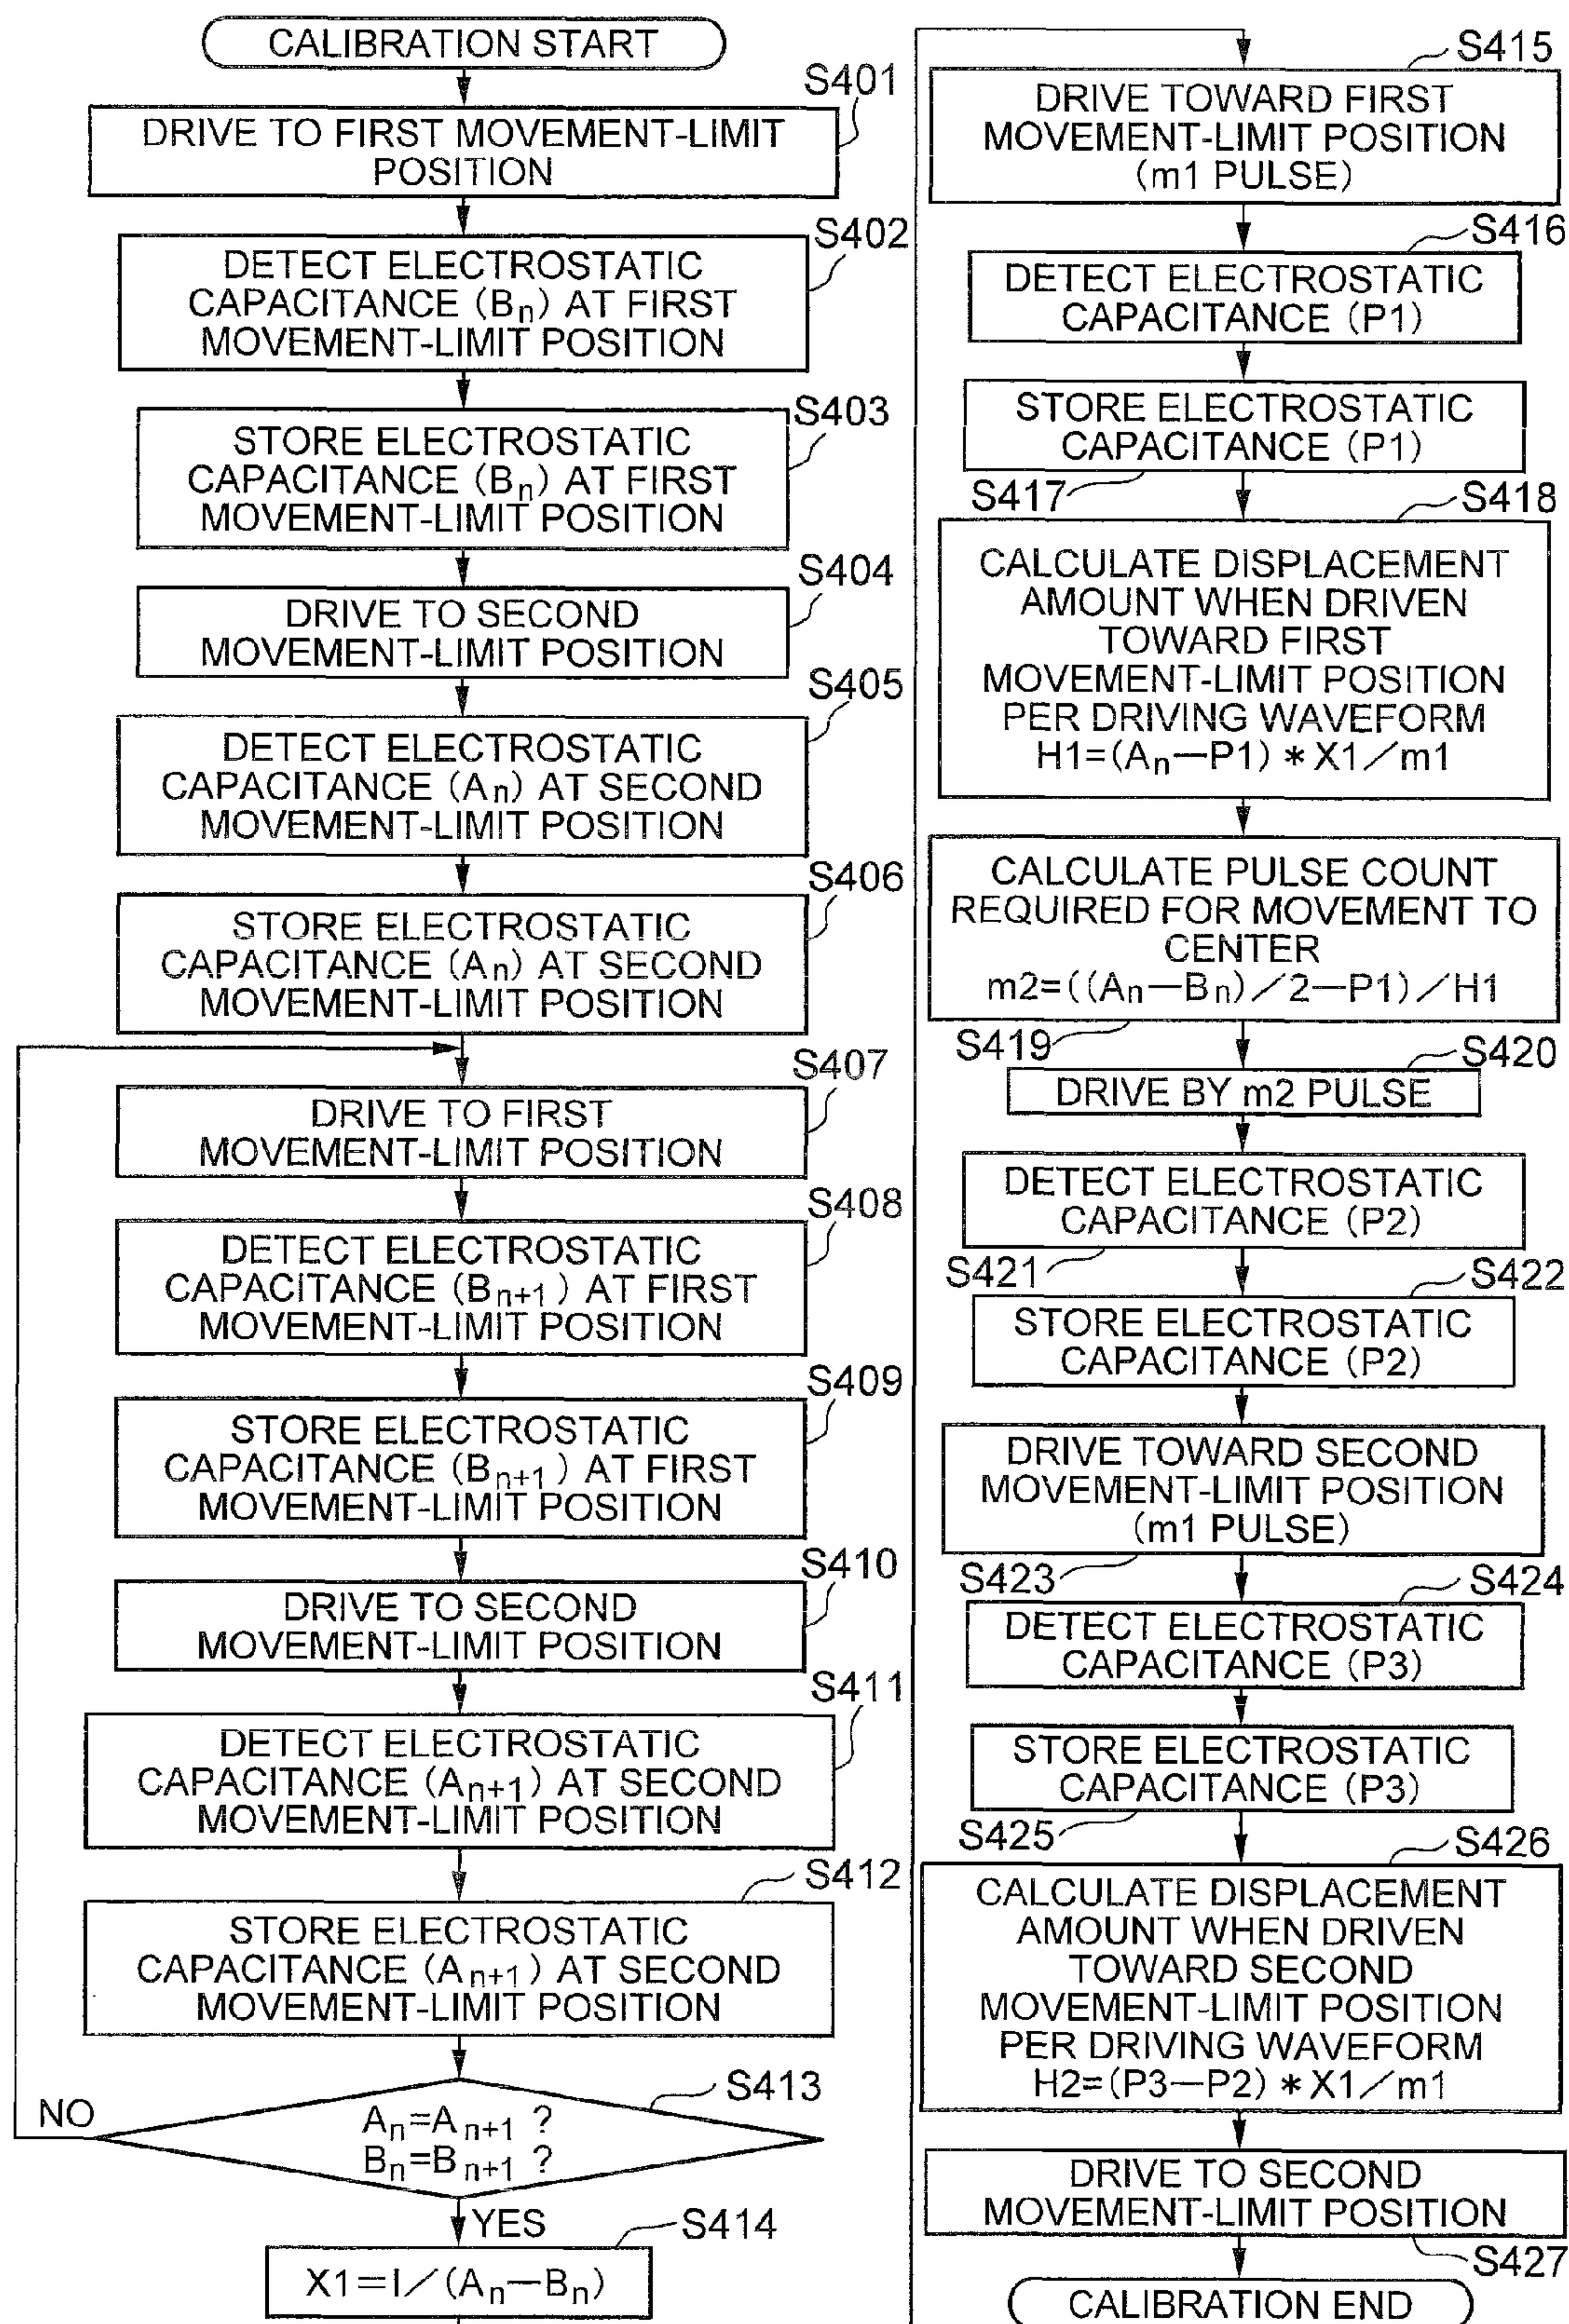 CALIBRATION START
S401
DRIVE TO FIRST MOVEMENT-LIMIT
POSITION
S402
DETECT ELECTROSTATIC
CAPACITANCE (Bn) AT FIRST
MOVEMENT-LIMIT POSITION
S403
STORE ELECTROSTATIC
CAPACITANCE (Bn) AT FIRST
MOVEMENT-LIMIT POSITION
S404
DRIVE TO SECOND
MOVEMENT-LIMIT POSITION
S405
DETECT ELECTROSTATIC
CAPACITANCE (An) AT SECOND
MOVEMENT-LIMIT POSITION
S406
STORE ELECTROSTATIC
CAPACITANCE (An) AT SECOND
MOVEMENT-LIMIT POSITION
S407
DRIVE TO FIRST
MOVEMENT-LIMIT POSITION
S408
DETECT ELECTROSTATIC
CAPACITANCE (Bn+1) AT FIRST
MOVEMENT-LIMIT POSITION
S409
STORE ELECTROSTATIC
CAPACITANCE (Bn+1) AT FIRST
MOVEMENT-LIMIT POSITION
S410
DRIVE TO SECOND
MOVEMENT-LIMIT POSITION
S411
DETECT ELECTROSTATIC
CAPACITANCE (An+1) AT SECOND
MOVEMENT-LIMIT POSITION
S412
STORE ELECTROSTATIC
CAPACITANCE (An+1) AT SECOND
MOVEMENT-LIMIT POSITION
S413
NO
An=An+1 ?
Bn=Bn+1 ?
YES
S414
X1=l/(An—Bn)
S415
DRIVE TOWARD FIRST
MOVEMENT-LIMIT POSITION
(m1 PULSE)
S416
DETECT ELECTROSTATIC
CAPACITANCE (P1)
STORE ELECTROSTATIC
CAPACITANCE (P1)
S417
S418
CALCULATE DISPLACEMENT
AMOUNT WHEN DRIVEN
TOWARD FIRST
MOVEMENT-LIMIT POSITION
PER DRIVING WAVEFORM
H1=(An—P1)*X1/m1
CALCULATE PULSE COUNT
REQUIRED FOR MOVEMENT TO
CENTER
m2=((An—Bn)/2—P1)/H1
S419
S420
DRIVE BY m2 PULSE
DETECT ELECTROSTATIC
CAPACITANCE (P2)
S421
S422
STORE ELECTROSTATIC
CAPACITANCE (P2)
DRIVE TOWARD SECOND
MOVEMENT-LIMIT POSITION
(m1 PULSE)
S423
S424
DETECT ELECTROSTATIC
CAPACITANCE (P3)
STORE ELECTROSTATIC
CAPACITANCE (P3)
S425
S426
CALCULATE DISPLACEMENT
AMOUNT WHEN DRIVEN
TOWARD SECOND
MOVEMENT-LIMIT POSITION
PER DRIVING WAVEFORM
H2=(P3—P2)*X1/m1
DRIVE TO SECOND
MOVEMENT-LIMIT POSITION
S427
CALIBRATION END